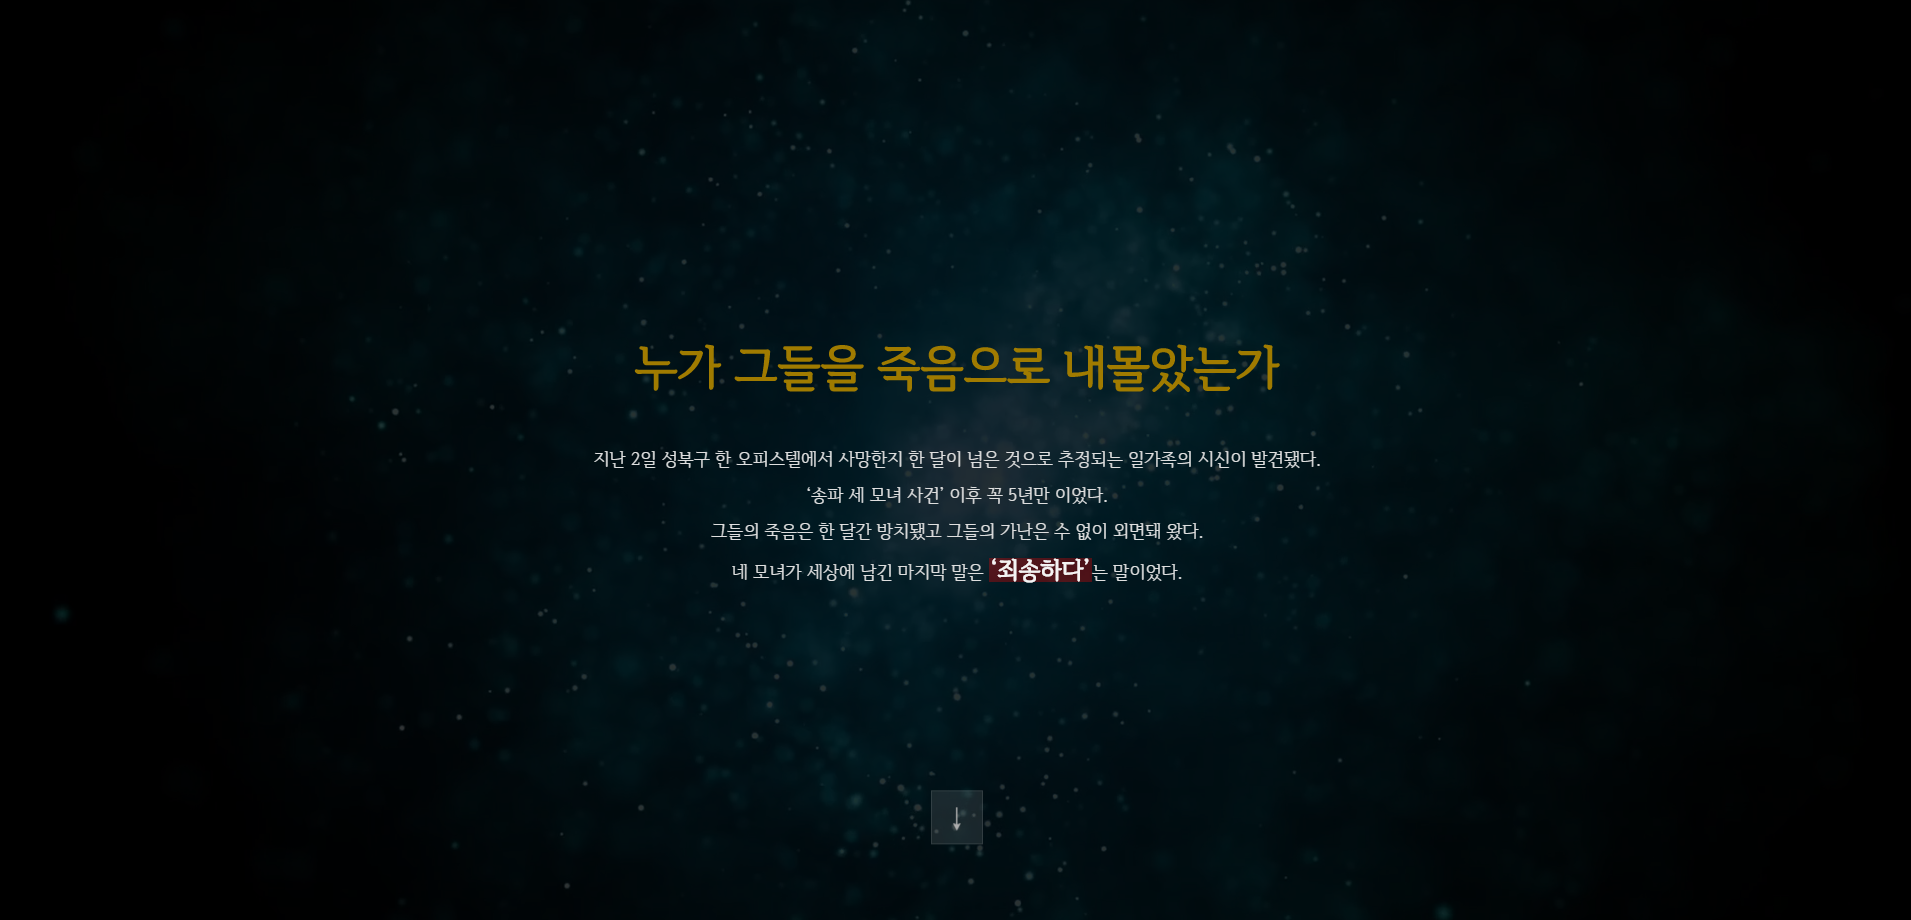 누가 그들을 죽음으로 내몰았는가
지난 2일 성북구 한 오피스텔에서 사망한지 한 달이 넘은 것으로 추정되는 일가족의 시신이 발견됐다.
‘송파 세 모녀 사건’ 이후 꼭 5년만 이었다.
그들의 죽음은 한 달간 방치됐고 그들의 가난은 수 없이 외면돼 왔다.
네 모녀가 세상에 남긴 마지막 말은 ‘죄송하다’는 말이었다.